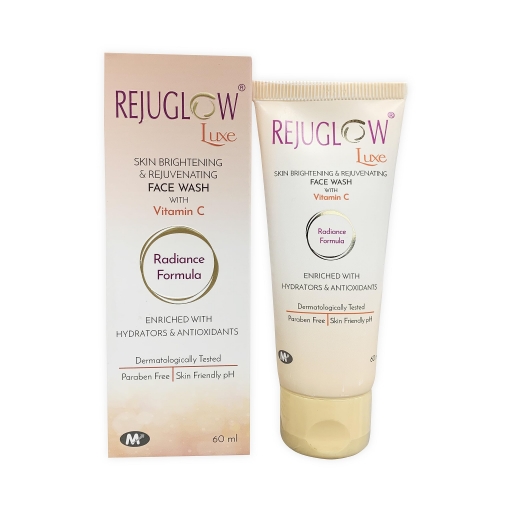 REJUGLOW®
Luxe
SKIN BRIGHTENING
& REJUVENATING
FACE WASH
WITH
Vitamin C
Radiance
Formula
ENRICHED WITH
HYDRATORS & ANTIOXIDANTS
Dermatologically Tested
Paraben Free | Skin Friendly pH
60 ml
REJUGLOW®
Luxe
SKIN BRIGHTENING & REJUVENATING
FACE WASH
WITH
Vitamin C
Radiance
Formula
ENRICHED WITH
HYDRATORS & ANTIOXIDANTS
Dermatologically Tested
Paraben Free | Skin Friendly pH
60